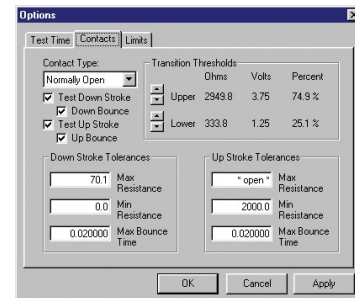 Options
Test Time Contacts Limits
Contact Type:
Normally Open
Test Down Stroke
Down Bounce
Test Up Stroke
Up Bounce
Transition Thresholds
Ohms Volts Percent
Upper 2949.8 3.75 74.9 %
Lower 333.8 1.25 25.1 %
Down Stroke Tolerances
70.1 Max Resistance
0.0 Min Resistance
0.020000 Max Bounce Time
Up Stroke Tolerances
* open * Max Resistance
2000.0 Min Resistance
0.020000 Max Bounce Time
OK Cancel Apply